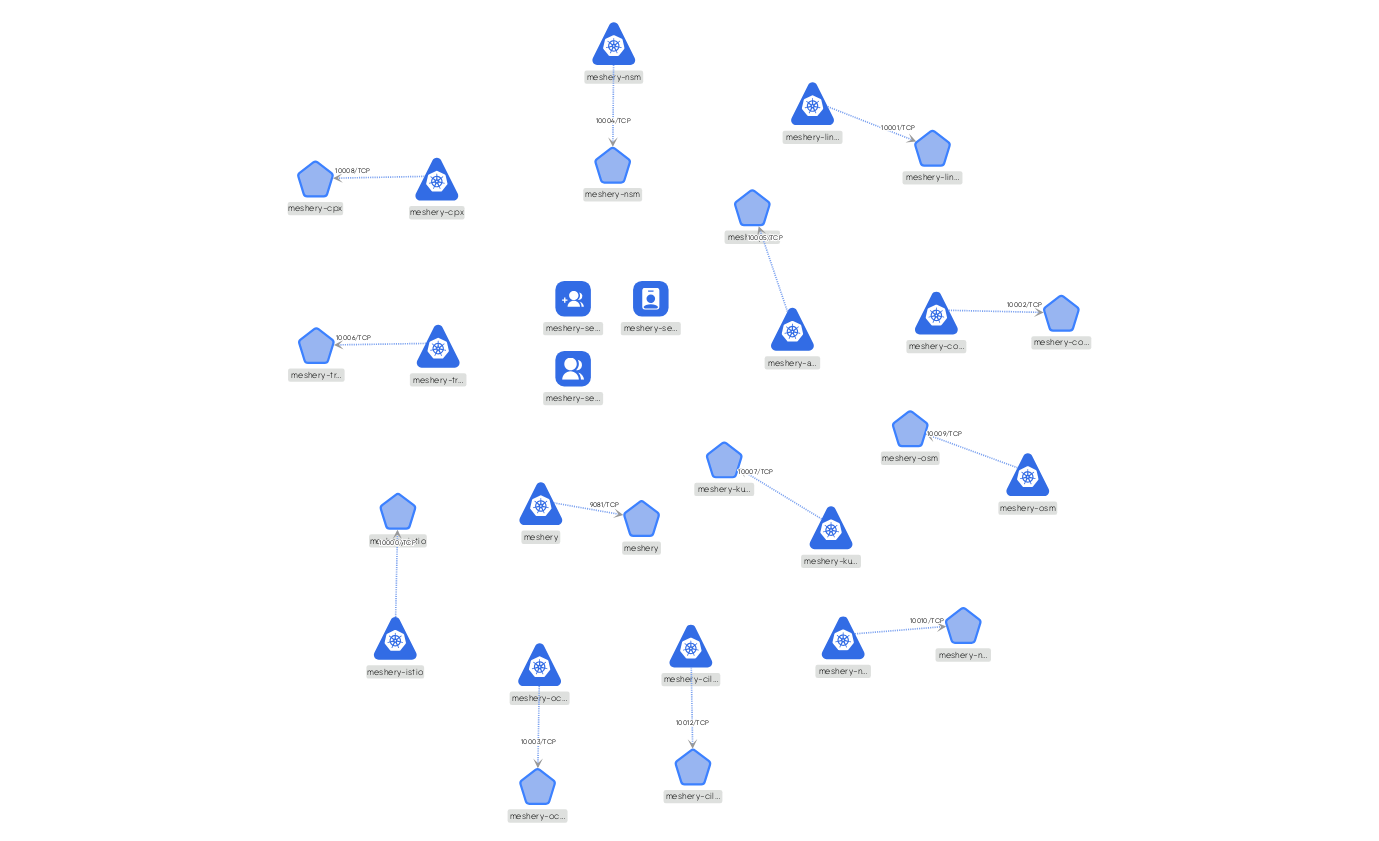 meshery-nsm
10004/TCP
meshery-nsm
meshery-lin...
10001/TCP
meshery-lin...
10008/TCP
meshery-cpx
meshery-cpx
10005/TCP
meshery-a...
meshery-se...
meshery-se...
meshery-se...
10002/TCP
meshery-co...
meshery-co...
10006/TCP
meshery-tr...
meshery-tr...
10009/TCP
meshery-osm
meshery-osm
10007/TCP
meshery-ku...
meshery-ku...
9081/TCP
meshery
meshery
10000/TCP
meshery-istio
10010/TCP
meshery-n...
meshery-n...
meshery-oc...
10003/TCP
meshery-oc...
meshery-cil...
10012/TCP
meshery-cil...